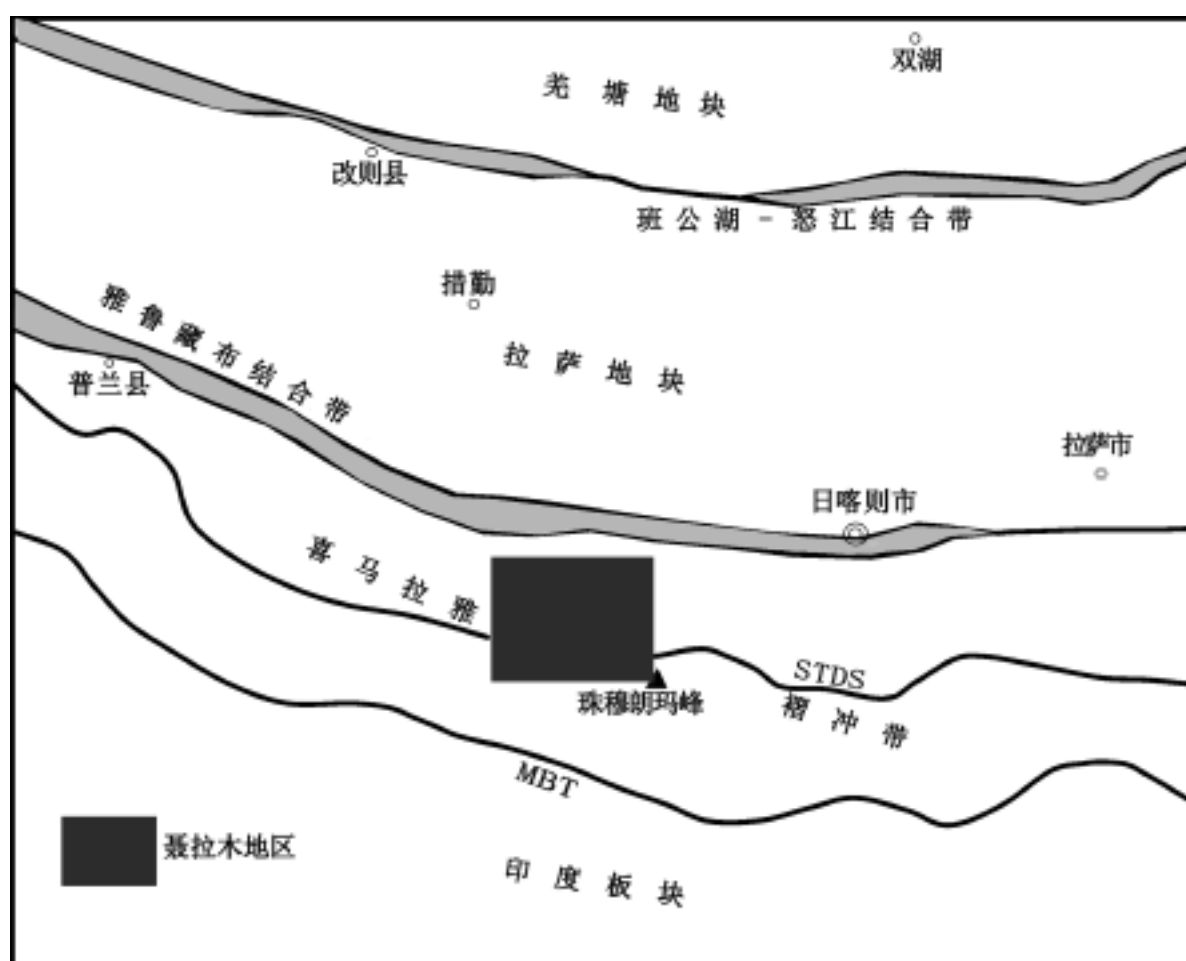 双湖
羌塘地块
改则县
班公湖-怒江结合带
措勤
雅鲁藏布结合带
拉萨地块
普兰县
拉萨市
日喀则市
喜马拉雅
STDS
珠穆朗玛峰
褶冲带
MBT
聂拉木地区
印度板块